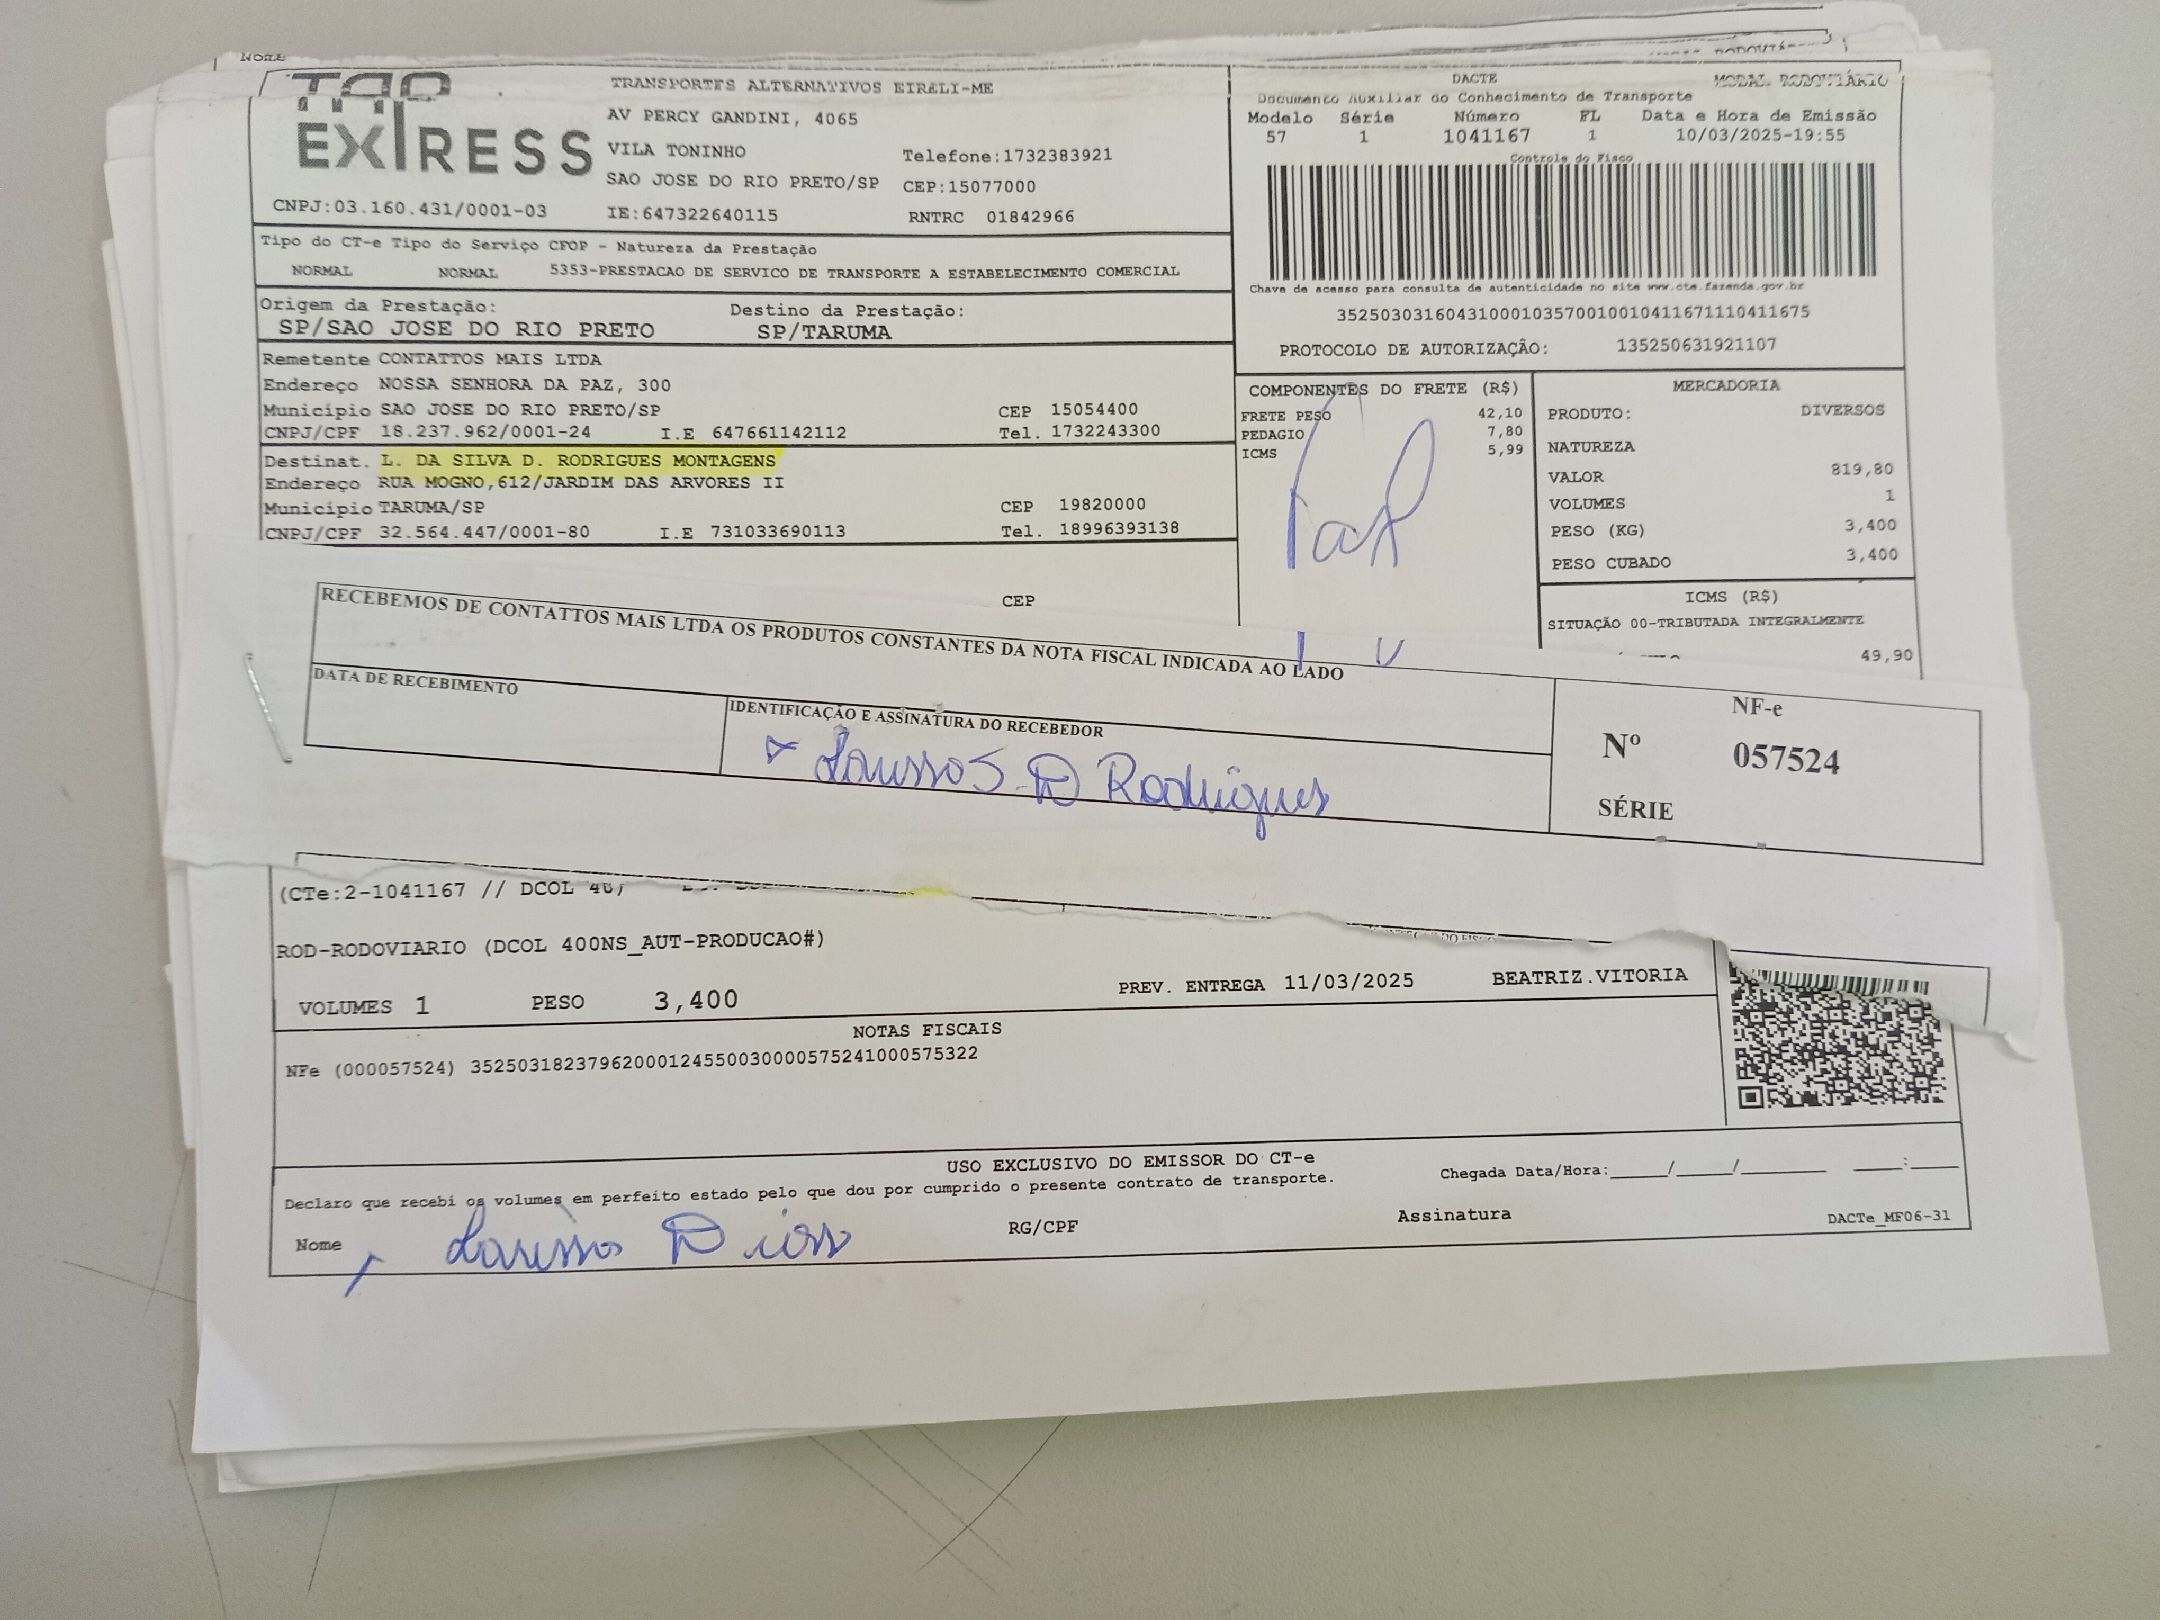 NOME
EXPRESS
TRANSPORTES ALTERNATIVOS EIRELI-ME
AV PERCY GANDINI, 4065
VILA TONINHO Telefone:1732383921
SAO JOSE DO RIO PRETO/SP CEP:15077000
CNPJ:03.160.431/0001-03 IE:647322640115 RNTRC 01842966
DACTE MODAL RODOVIÁRIO
Documento Auxiliar do Conhecimento de Transporte
Modelo Série Número FL Data e Hora de Emissão
57 1 1041167 1 10/03/2025-19:55
Controle do Fisco
Chave de acesso para consulta de autenticidade no site www.cte.fazenda.gov.br
35250303160431000103570010010411671110411675
PROTOCOLO DE AUTORIZAÇÃO: 135250631921107
Tipo do CT-e Tipo do Serviço CFOP - Natureza da Prestação
NORMAL NORMAL 5353-PRESTACAO DE SERVICO DE TRANSPORTE A ESTABELECIMENTO COMERCIAL
Origem da Prestação: Destino da Prestação:
SP/SAO JOSE DO RIO PRETO SP/TARUMA
Remetente CONTATTOS MAIS LTDA
Endereço NOSSA SENHORA DA PAZ, 300
Município SAO JOSE DO RIO PRETO/SP CEP 15054400
CNPJ/CPF 18.237.962/0001-24 I.E 647661142112 Tel. 1732243300
Destinat. L. DA SILVA D. RODRIGUES MONTAGENS
Endereço RUA MOGNO,612/JARDIM DAS ARVORES II
Município TARUMA/SP CEP 19820000
CNPJ/CPF 32.564.447/0001-80 I.E 731033690113 Tel. 18996393138
CEP
COMPONENTES DO FRETE (R$)
FRETE PESO 42,10
PEDAGIO 7,80
ICMS 5,99
MERCADORIA
PRODUTO: DIVERSOS
NATUREZA
VALOR 819,80
VOLUMES 1
PESO (KG) 3,400
PESO CUBADO 3,400
ICMS (R$)
SITUAÇÃO 00-TRIBUTADA INTEGRALMENTE
49,90
RECEBEMOS DE CONTATTOS MAIS LTDA OS PRODUTOS CONSTANTES DA NOTA FISCAL INDICADA AO LADO
DATA DE RECEBIMENTO IDENTIFICAÇÃO E ASSINATURA DO RECEBEDOR
Larissa S. D Rodrigues
NF-e
Nº 057524
SÉRIE
(CTe:2-1041167 // DCOL
ROD-RODOVIARIO (DCOL 400NS_AUT-PRODUCAO#)
VOLUMES 1 PESO 3,400 PREV. ENTREGA 11/03/2025 BEATRIZ.VITORIA
NOTAS FISCAIS
NFe (000057524) 35250318237962000124550030000575241000575322
USO EXCLUSIVO DO EMISSOR DO CT-e
Declaro que recebi os volumes em perfeito estado pelo que dou por cumprido o presente contrato de transporte. Chegada Data/Hora:_____/_____/_______ ____:____
Nome Larissa Dias RG/CPF Assinatura DACTe_MF06-31